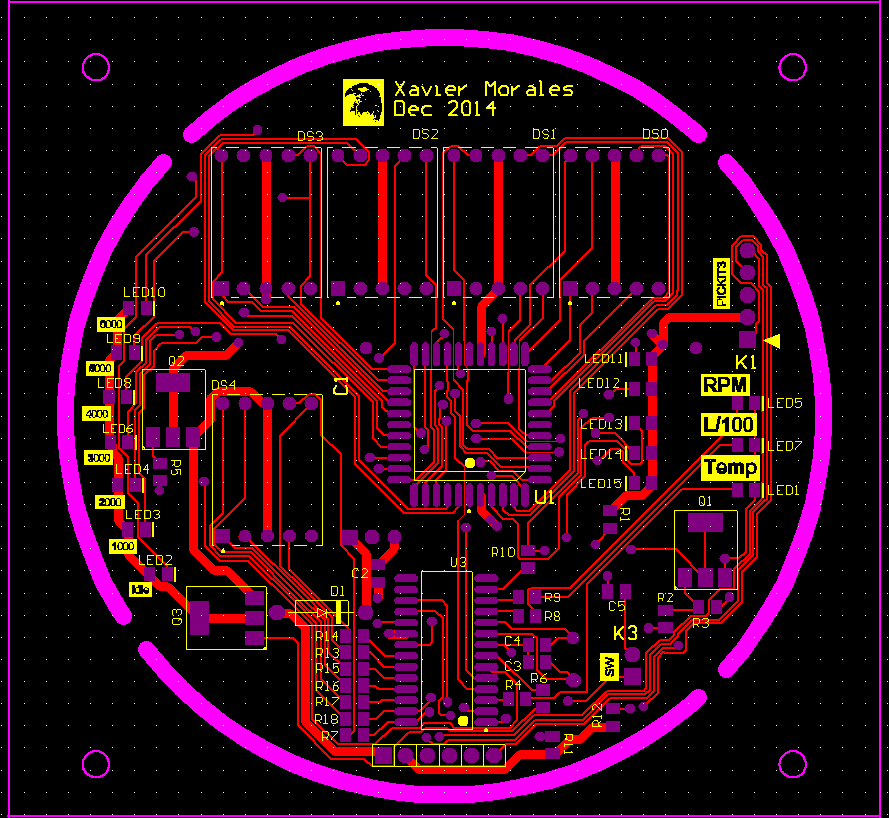 Xavier Morales
Dec 2014
DS3
DS2
DS1
DS0
PICKIT3
LED10
6000
K1
LED9
Q2
LED11
C1
RPM
LED8
DS4
LED12
LED5
4000
L/100
LED6
LED13
LED7
3000
LED14
Temp
LED4
R5
LED15
LED1
2000
U1
Q1
LED3
R1
1000
R10
LED2
U3
C2
Idle
D1
R9
C5
R2
Q3
R8
R3
R14
K3
R13
C4
R15
C3
SW
R16
R6
R17
R4
R18
R12
R7
R11